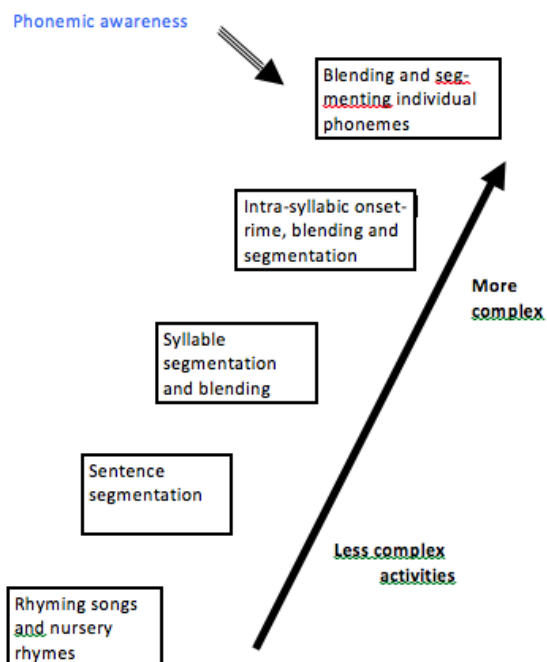 Phonemic awareness
Blending and seg-
menting individual
phonemes
Intra-syllabic onset-
rime, blending and
segmentation
More
complex
Syllable
segmentation
and blending
Sentence
segmentation
Less complex
activities
Rhyming songs
and nursery
rhymes